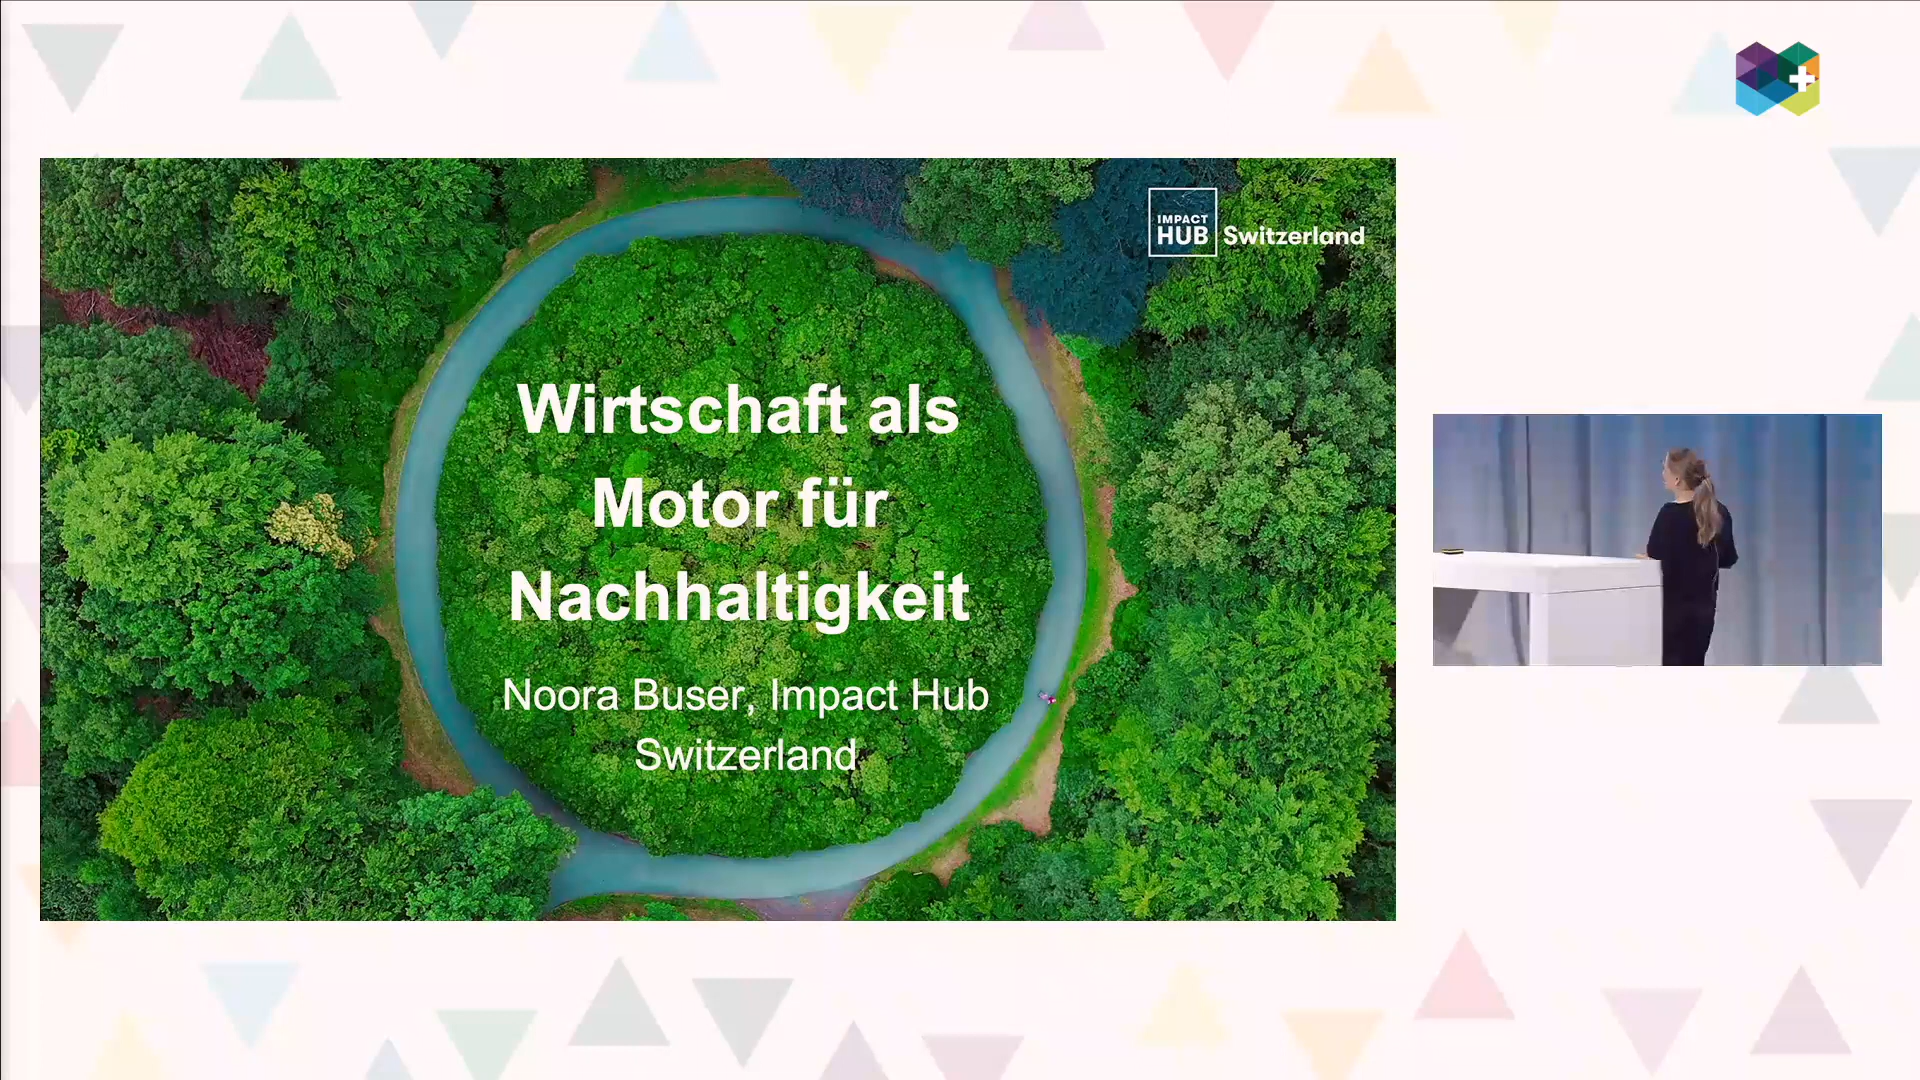 IMPACT
HUB Switzerland
Wirtschaft als
Motor für
Nachhaltigkeit
Noora Buser, Impact Hub
Switzerland